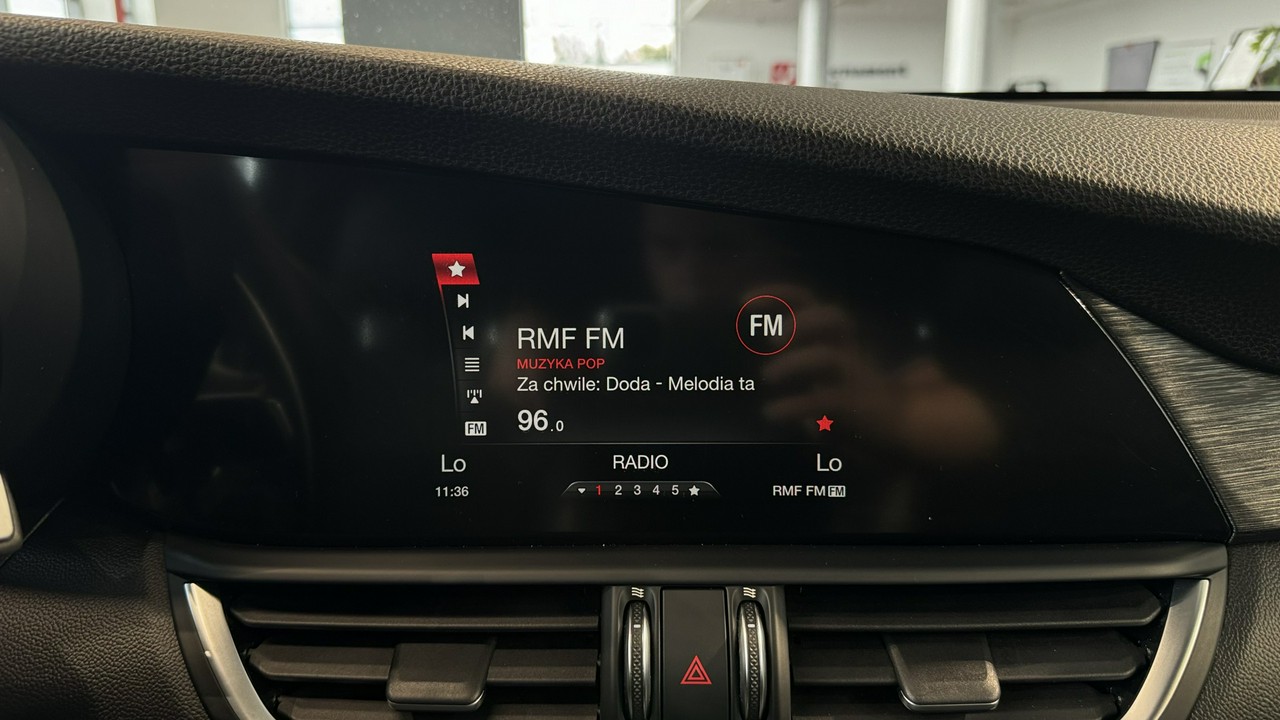 RMF FM
FM
MUZYKA POP
Za chwile: Doda - Melodia ta
96.0
FM
Lo RADIO Lo
11:36 1 2 3 4 5 RMF FM FM